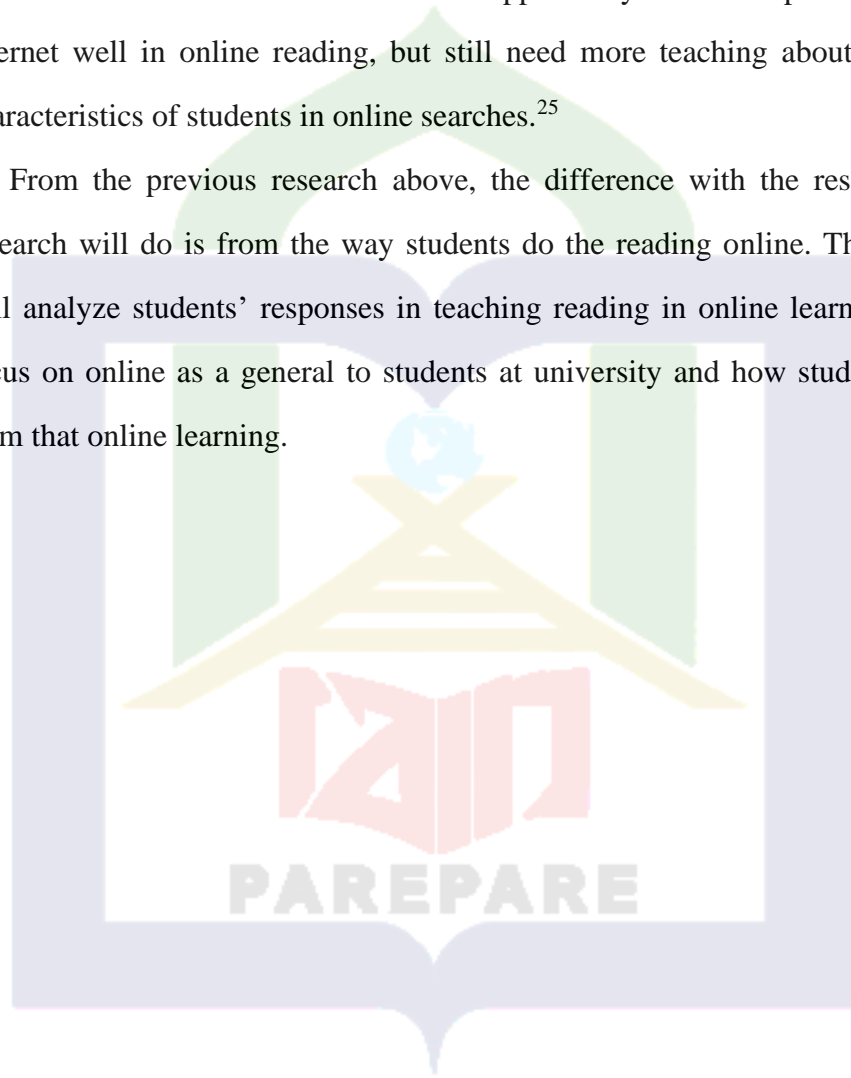 ernet well in online reading, but still need more teaching about
aracteristics of students in online searches.25
From the previous research above, the difference with the res
earch will do is from the way students do the reading online. Th
l analyze students’ responses in teaching reading in online learn
cus on online as a general to students at university and how stud
m that online learning.
PAREPARE